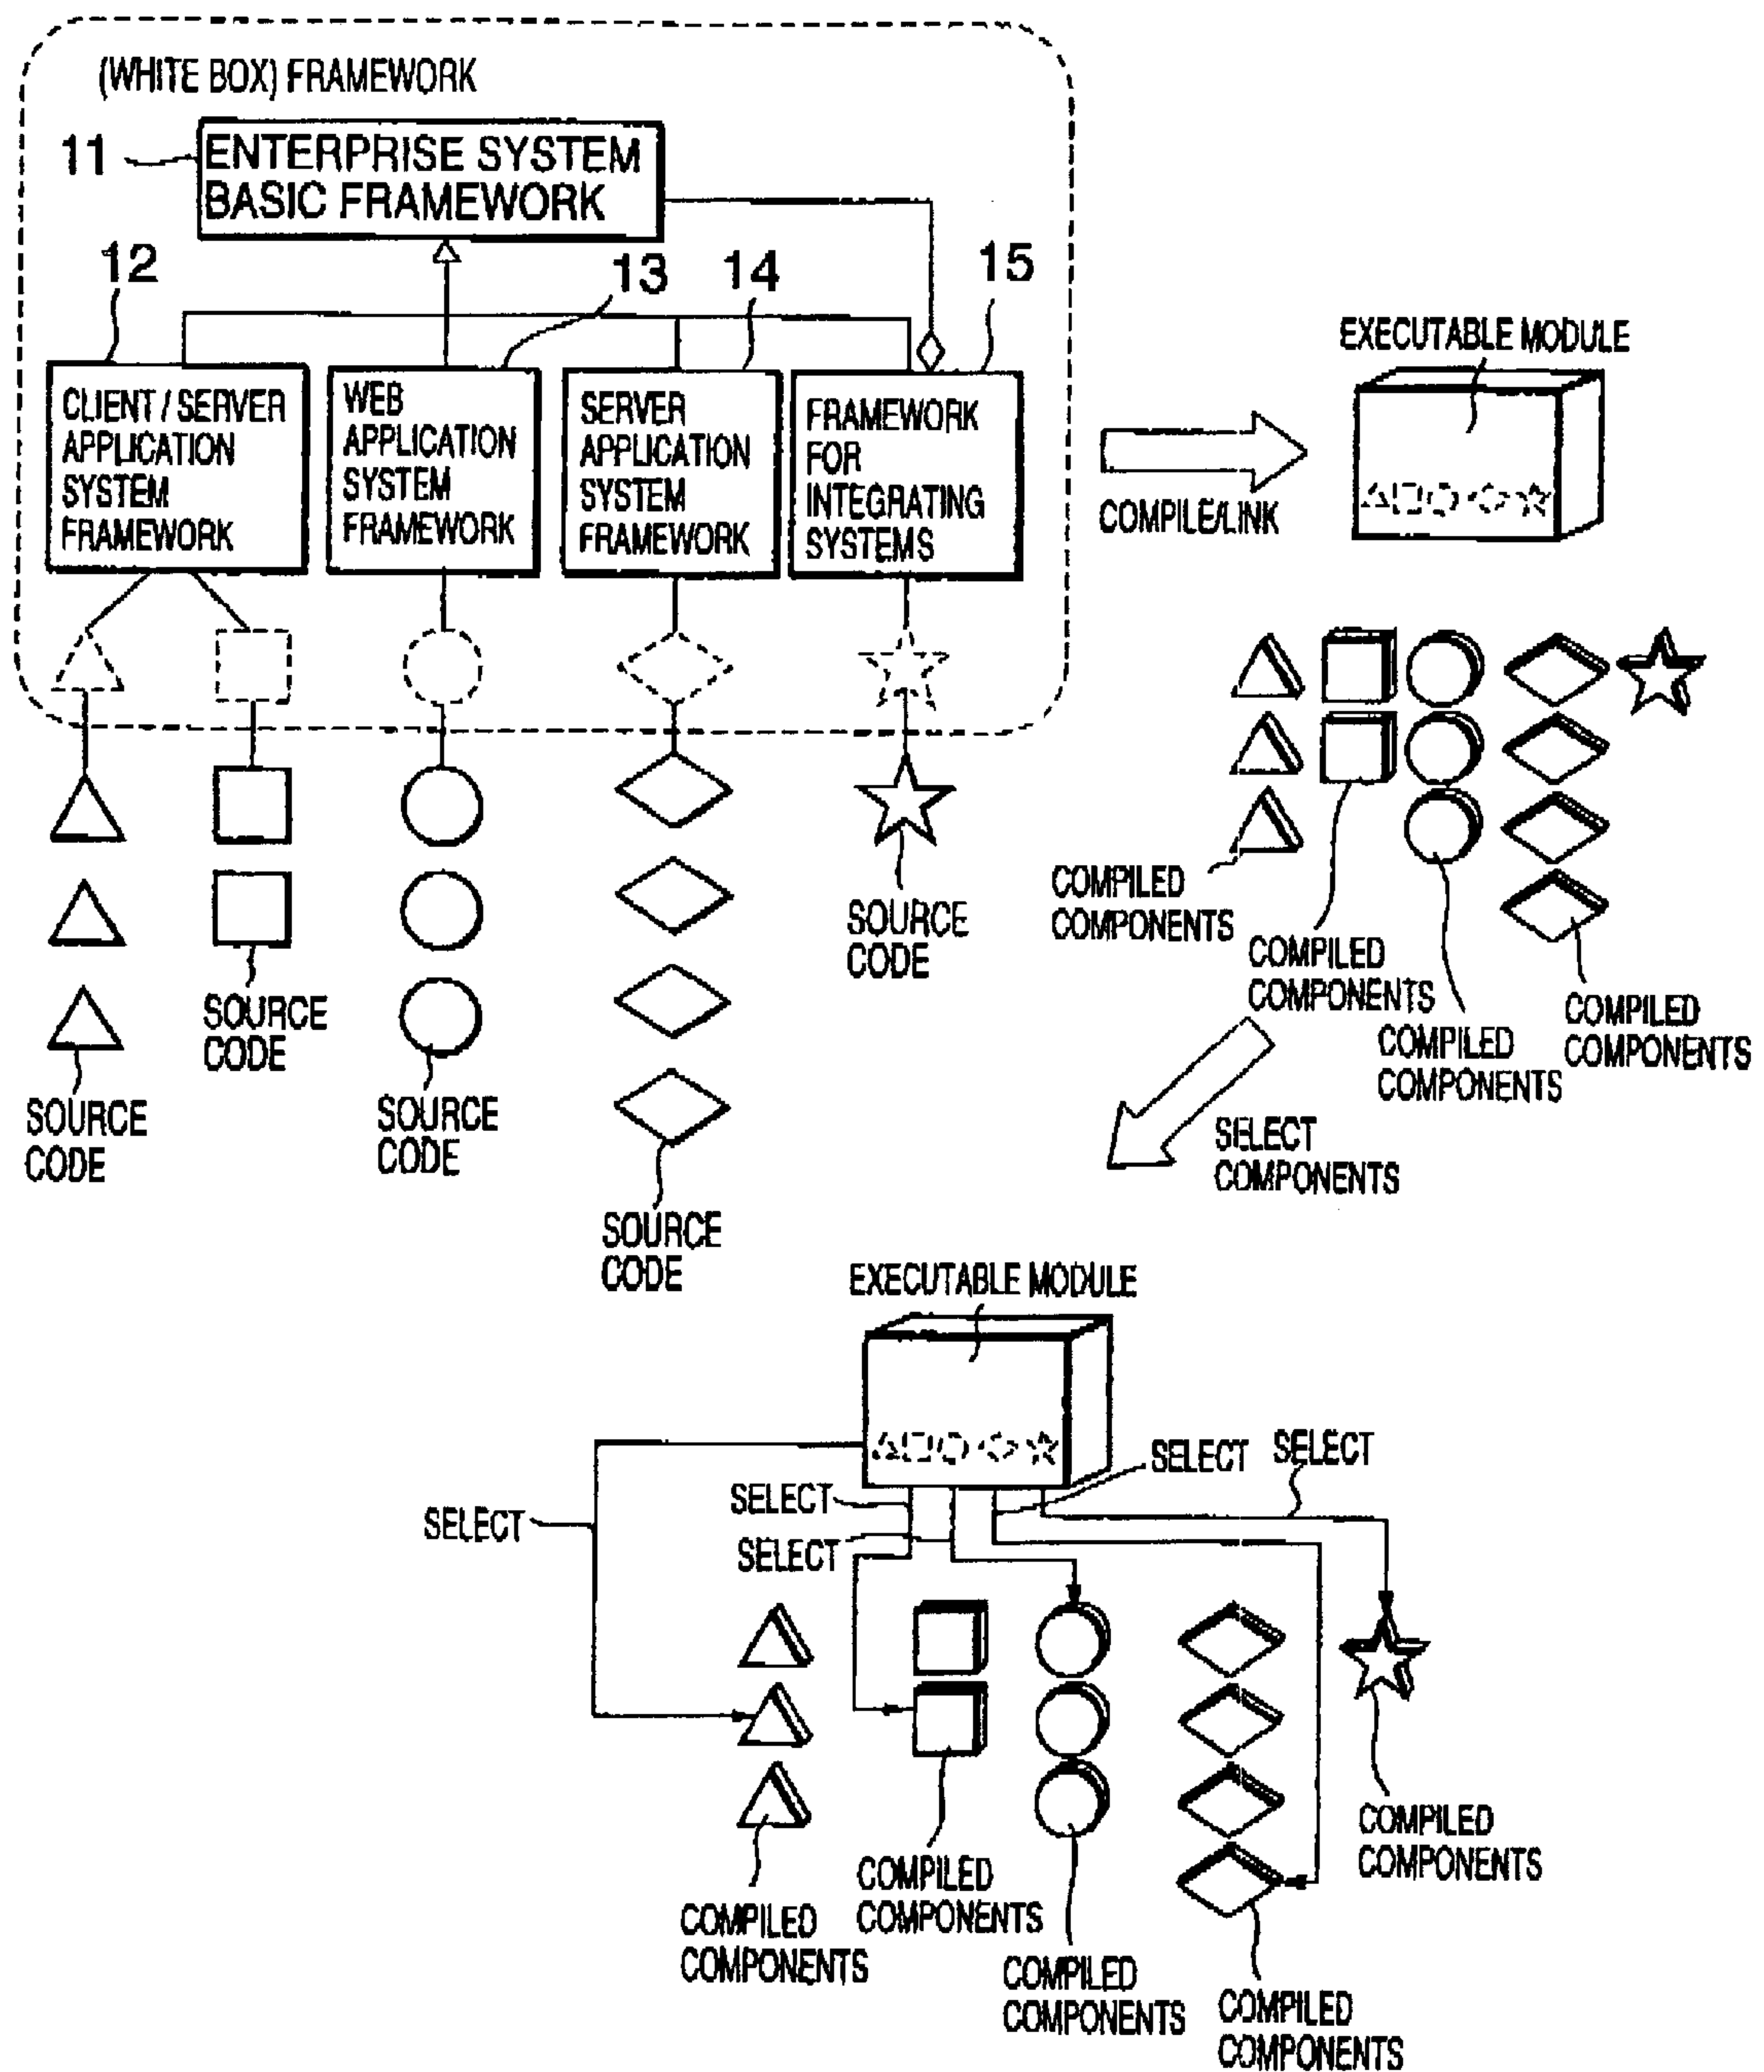 (WHITE BOX) FRAMEWORK
11
ENTERPRISE SYSTEM
BASIC FRAMEWORK
12
13
14
15
CLIENT / SERVER
APPLICATION
SYSTEM
FRAMEWORK
WEB
APPLICATION
SYSTEM
FRAMEWORK
SERVER
APPLICATION
SYSTEM
FRAMEWORK
FRAMEWORK
FOR
INTEGRATING
SYSTEMS
COMPILE/LINK
EXECUTABLE MODULE
SOURCE
CODE
SOURCE
CODE
SOURCE
CODE
SOURCE
CODE
SOURCE
CODE
COMPILED
COMPONENTS
COMPILED
COMPONENTS
COMPILED
COMPONENTS
COMPILED
COMPONENTS
SELECT
COMPONENTS
EXECUTABLE MODULE
SELECT
SELECT
SELECT
SELECT
SELECT
COMPILED
COMPONENTS
COMPILED
COMPONENTS
COMPILED
COMPONENTS
COMPILED
COMPONENTS
COMPILED
COMPONENTS